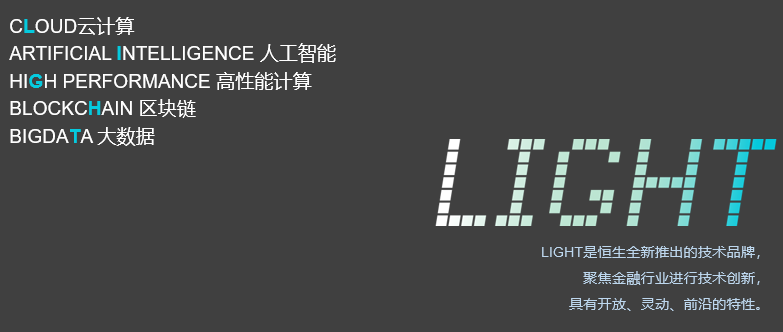 CLOUD云计算
ARTIFICIAL INTELLIGENCE 人工智能
HIGH PERFORMANCE 高性能计算
BLOCKCHAIN 区块链
BIGDATA 大数据
LIGHT
LIGHT是恒生全新推出的技术品牌，
聚焦金融行业进行技术创新，
具有开放、灵动、前沿的特性。